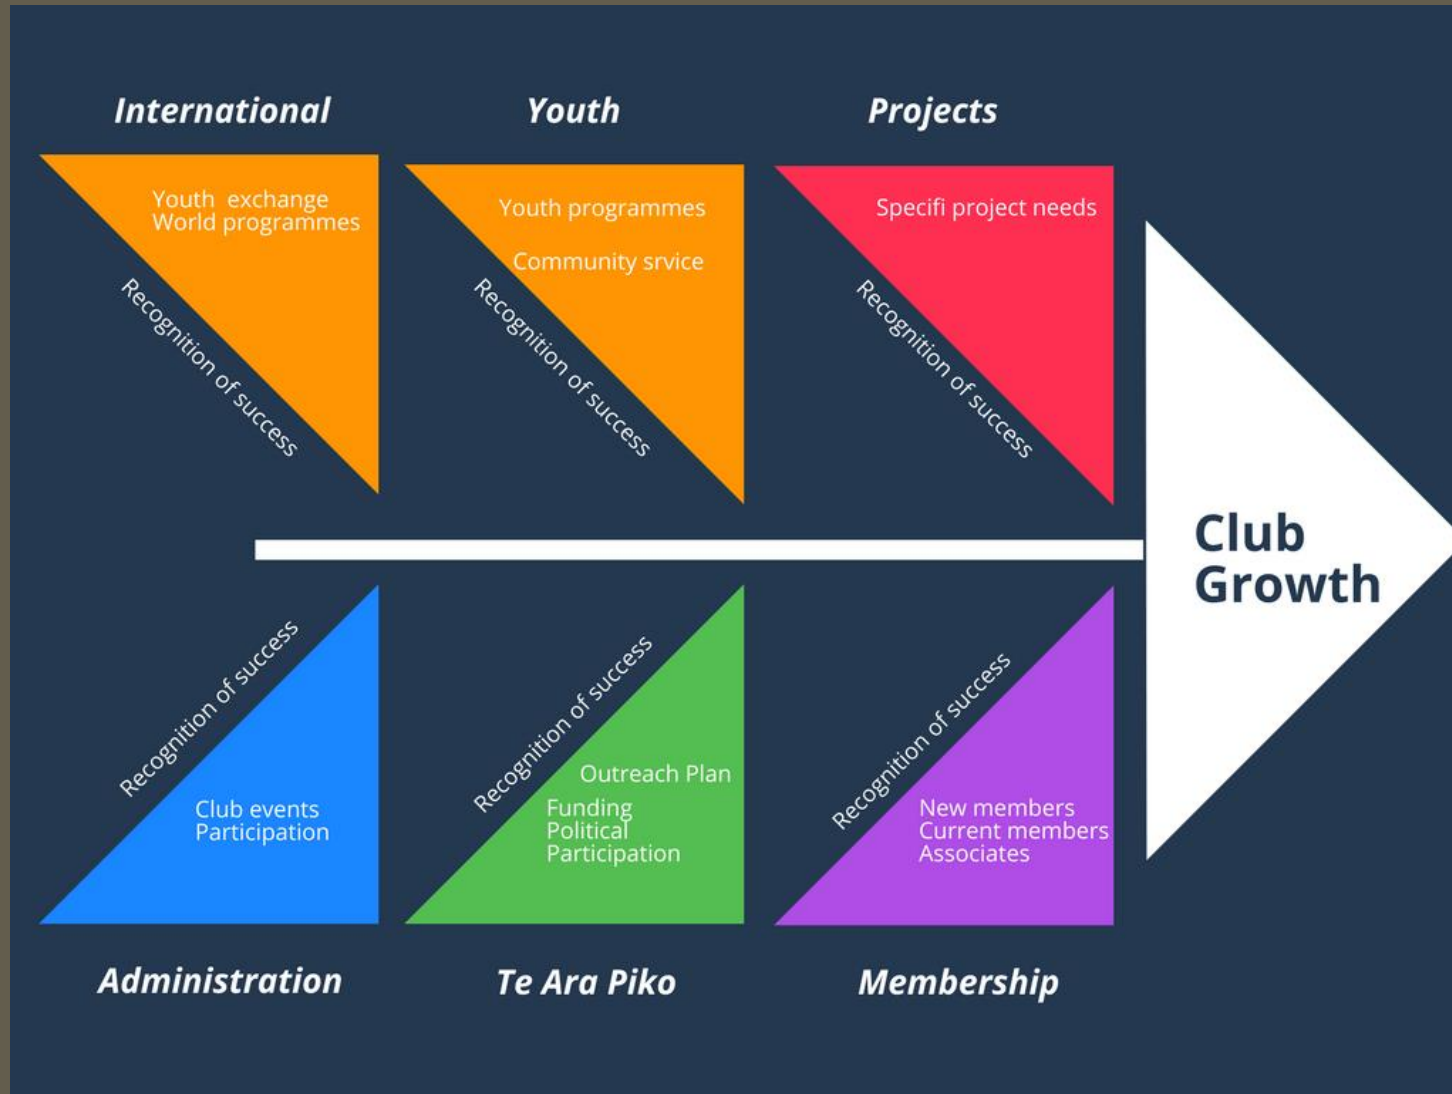 International
Youth
Projects
Youth  exchange
World programmes
Recognition of success
Youth programmes
Community srvice
Recognition of success
Specifi project needs
Recognition of success
Club
Growth
Recognition of success
Club events
Participation
Recognition of success
Outreach Plan
Funding
Political
Participation
Recognition of success
New members
Current members
Associates
Administration
Te Ara Piko
Membership